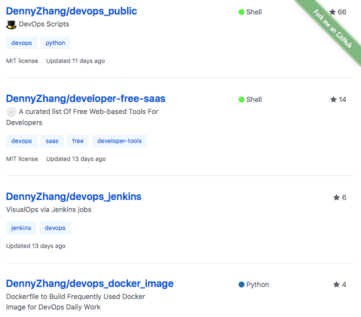 DennyZhang/devops_public
Shell
★ 66
Fork me on GitHub
DevOps Scripts
devops python
MIT license Updated 11 days ago
DennyZhang/developer-free-saas
Shell
★ 14
A curated list Of Free Web-based Tools For
Developers
devops saas free developer-tools
MIT license Updated 13 days ago
DennyZhang/devops_jenkins
★ 6
VisualOps via Jenkins jobs
jenkins devops
Updated 13 days ago
DennyZhang/devops_docker_image
Python
★ 4
Dockerfile to Build Frequently Used Docker
Image for DevOps Daily Work